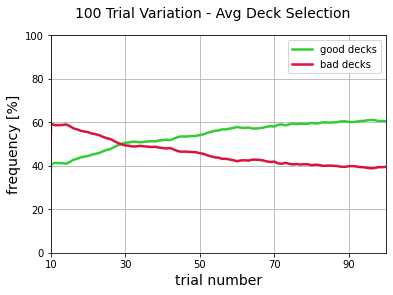 100 Trial Variation - Avg Deck Selection
100
80
60
40
20
0
frequency [%]
good decks
bad decks
10 30 50 70 90
trial number